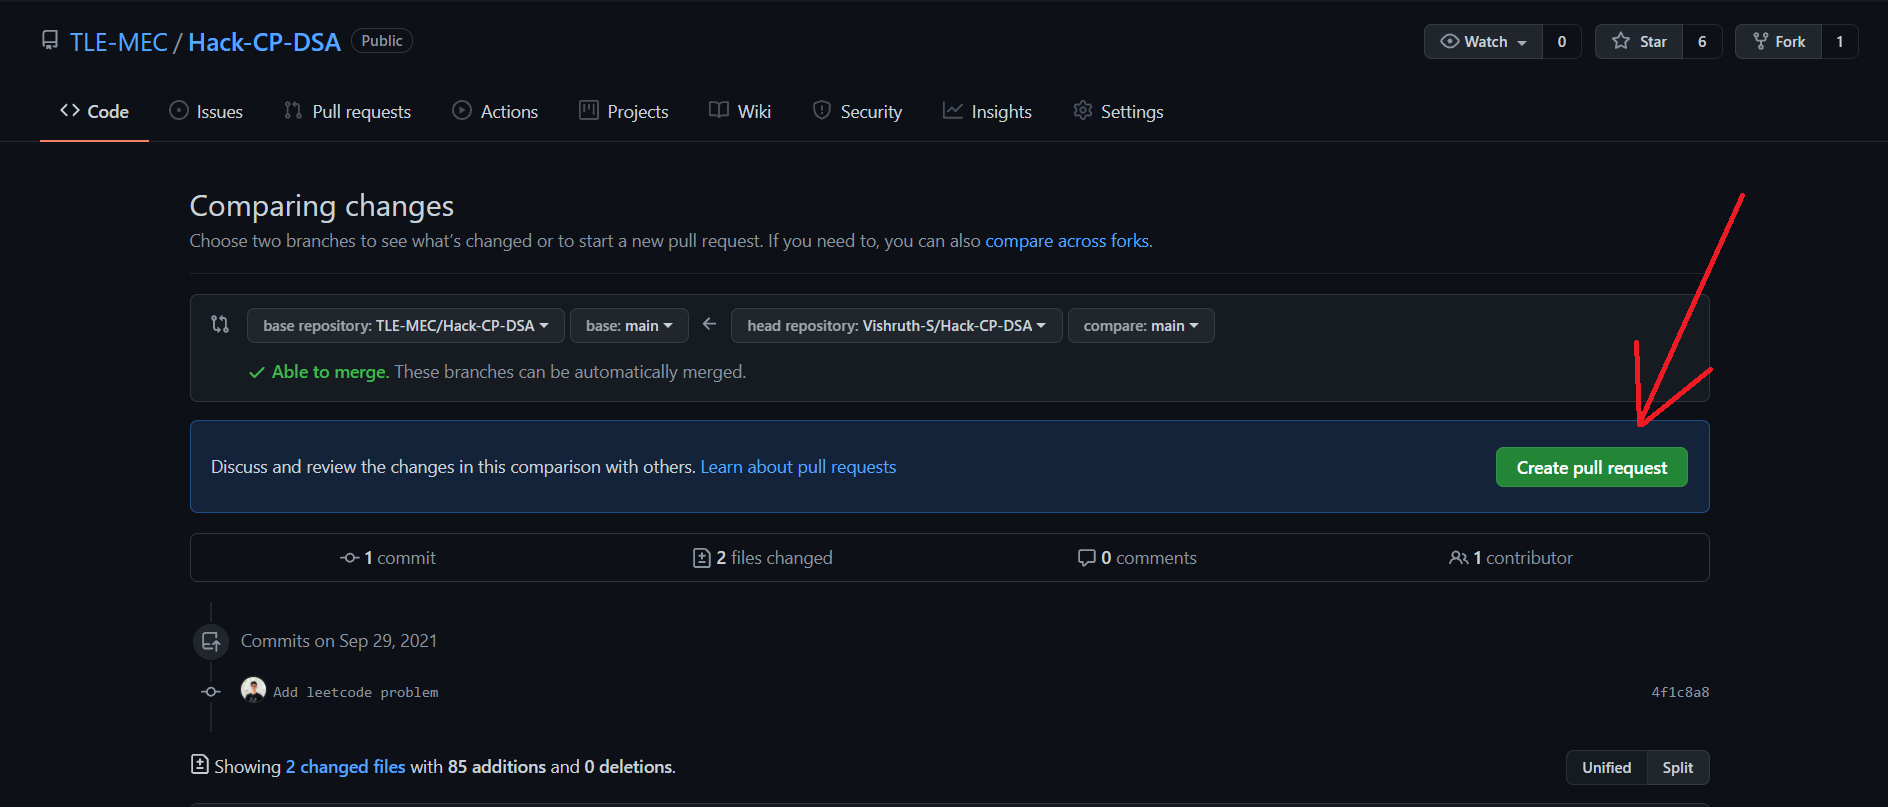 TLE-MEC / Hack-CP-DSA Public Watch 0 Star 6 Fork 1
Code Issues Pull requests Actions Projects Wiki Security Insights Settings
Comparing changes
Choose two branches to see what's changed or to start a new pull request. If you need to, you can also compare across forks.
base repository: TLE-MEC/Hack-CP-DSA base: main head repository: Vishruth-S/Hack-CP-DSA compare: main
Able to merge. These branches can be automatically merged.
Discuss and review the changes in this comparison with others. Learn about pull requests Create pull request
1 commit 2 files changed 0 comments 1 contributor
Commits on Sep 29, 2021
Add leetcode problem 4f1c8a8
Showing 2 changed files with 85 additions and 0 deletions. Unified Split